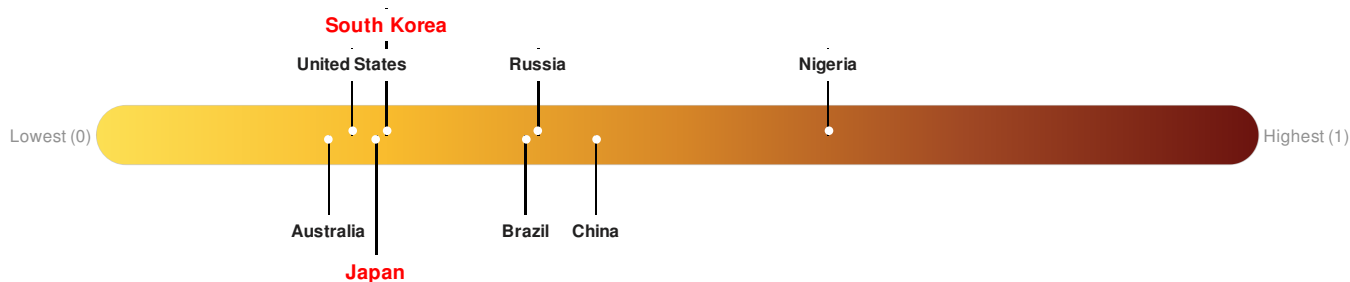 South Korea
United States
Russia
Nigeria
Lowest (0)
Highest (1)
Australia
Brazil
China
Japan